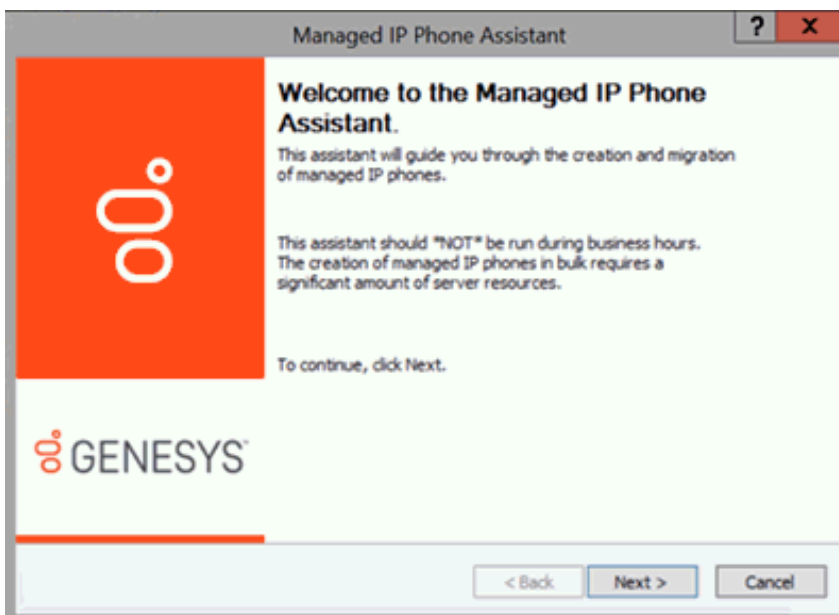 Managed IP Phone Assistant
? X
Welcome to the Managed IP Phone
Assistant.
This assistant will guide you through the creation and migration
of managed IP phones.
This assistant should "NOT" be run during business hours.
The creation of managed IP phones in bulk requires a
significant amount of server resources.
To continue, click Next.
GENESYS
< Back Next > Cancel